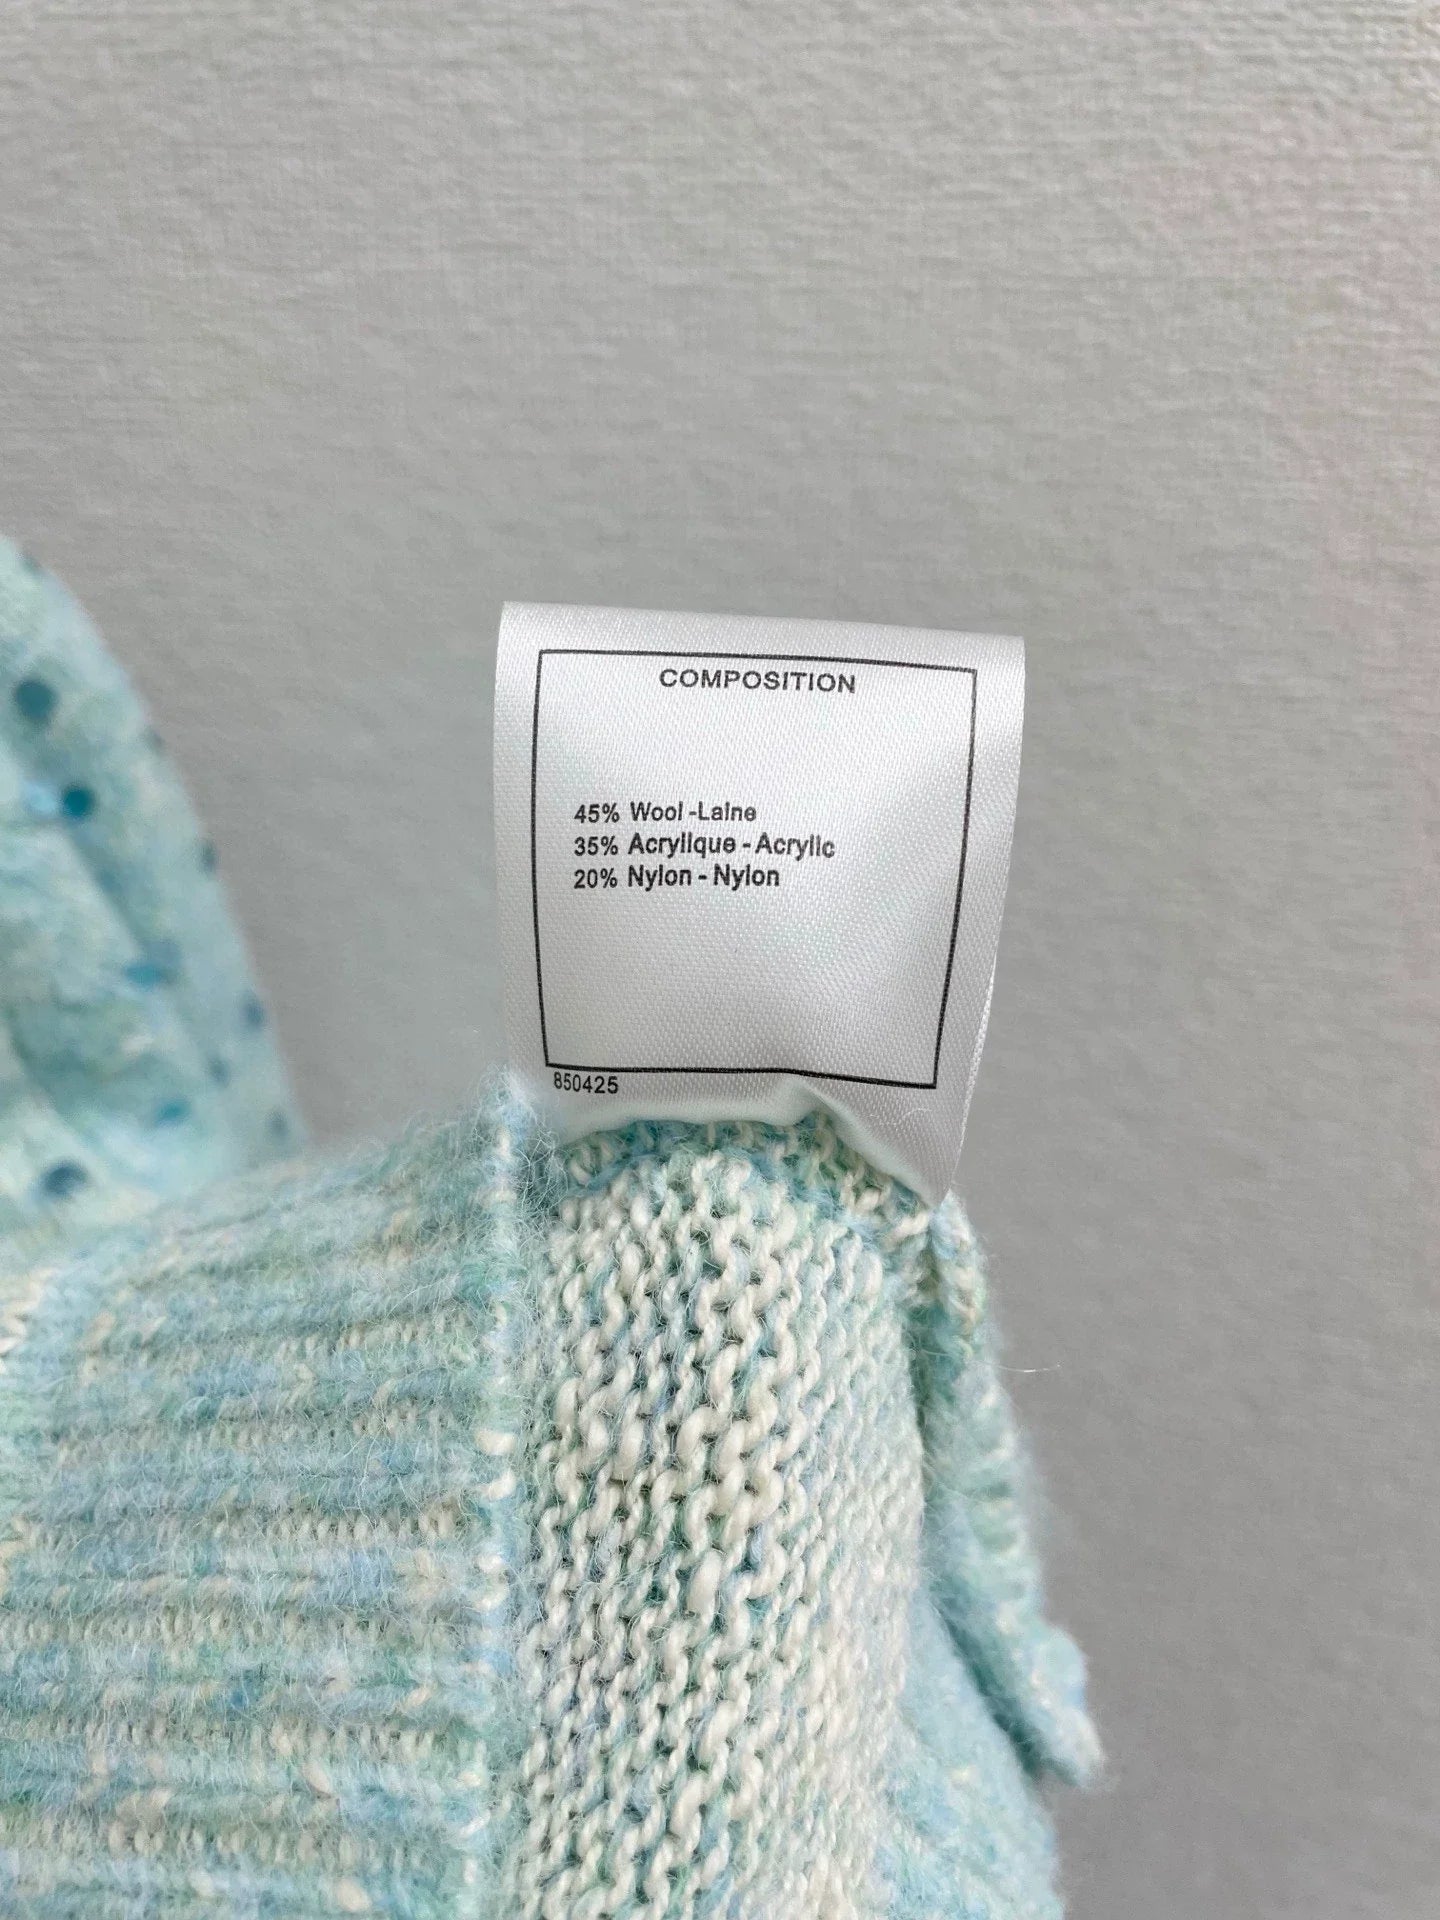 COMPOSITION
45% Wool -Laine
35% Acrylique - Acrylic
20% Nylon - Nylon
850425